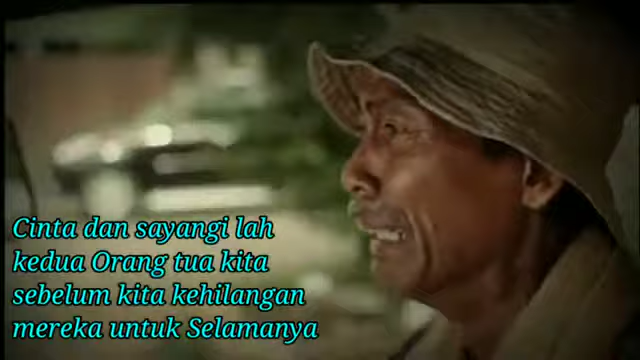 Cinta dan sayangi lah
kedua Orang tua kita
sebelum kita kehilangan
mereka untuk Selamanya